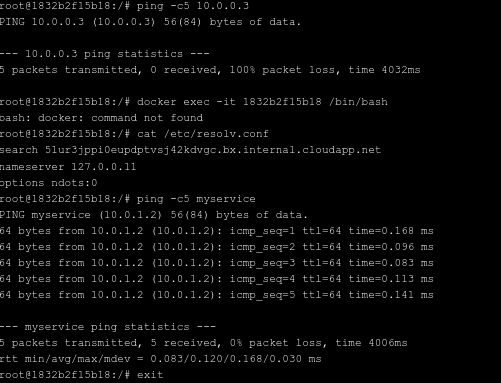 root@1832b2f15b18:/# ping -c5 10.0.0.3
PING 10.0.0.3 (10.0.0.3) 56(84) bytes of data.
--- 10.0.0.3 ping statistics ---
5 packets transmitted, 0 received, 100% packet loss, time 4032ms
root@1832b2f15b18:/# docker exec -it 1832b2f15b18 /bin/bash
bash: docker: command not found
root@1832b2f15b18:/# cat /etc/resolv.conf
search 51ur3jppi0eupdptvsj42kdvgc.bx.internal.cloudapp.net
nameserver 127.0.0.11
options ndots:0
root@1832b2f15b18:/# ping -c5 myservice
PING myservice (10.0.1.2) 56(84) bytes of data.
64 bytes from 10.0.1.2 (10.0.1.2): icmp_seq=1 ttl=64 time=0.168 ms
64 bytes from 10.0.1.2 (10.0.1.2): icmp_seq=2 ttl=64 time=0.096 ms
64 bytes from 10.0.1.2 (10.0.1.2): icmp_seq=3 ttl=64 time=0.083 ms
64 bytes from 10.0.1.2 (10.0.1.2): icmp_seq=4 ttl=64 time=0.113 ms
64 bytes from 10.0.1.2 (10.0.1.2): icmp_seq=5 ttl=64 time=0.141 ms
--- myservice ping statistics ---
5 packets transmitted, 5 received, 0% packet loss, time 4006ms
rtt min/avg/max/mdev = 0.083/0.120/0.168/0.030 ms
root@1832b2f15b18:/# exit